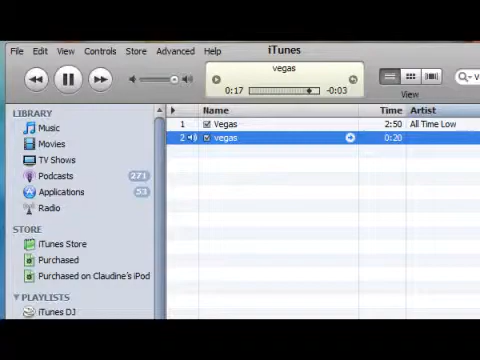 File Edit View Controls Store Advanced Help iTunes
vegas
0:17 -0:03
View
LIBRARY
Music
Movies
TV Shows
Podcasts 271
Applications 53
Radio
STORE
iTunes Store
Purchased
Purchased on Claudine's iPod
PLAYLISTS
iTunes DJ
Name Time Artist
1 Vegas 2:50 All Time Low
2 vegas 0:20